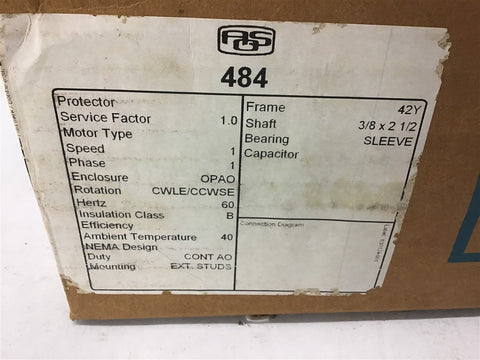 AOS
484
Protector
Service Factor 1.0
Motor Type
Speed 1
Phase 1
Enclosure OPAO
Rotation CWLE/CCWSE
Hertz 60
Insulation Class B
Efficiency
Ambient Temperature 40
NEMA Design
Duty CONT AO
Mounting EXT. STUDS
Frame 42Y
Shaft 3/8 x 2 1/2
Bearing SLEEVE
Capacitor
Connection Diagram